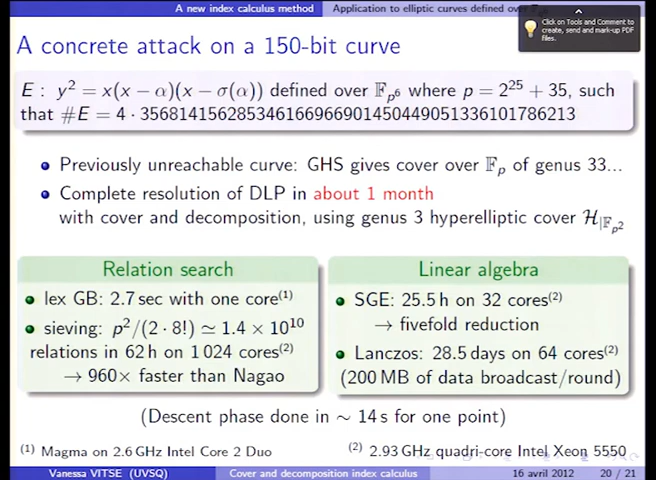 A new index calculus method
Application to elliptic curves defined over
Click on Tools and Comment to
create, send and mark-up PDF
files.
A concrete attack on a 150-bit curve
E : y² = x(x − α)(x − σ(α)) defined over 𝔽_{p⁶} where p = 2²⁵ + 35, such
that #E = 4 · 356814156285346166966901450449051336101786213
Previously unreachable curve: GHS gives cover over 𝔽_p of genus 33...
Complete resolution of DLP in about 1 month
with cover and decomposition, using genus 3 hyperelliptic cover ℋ_{|𝔽_{p²}}
Relation search
lex GB: 2.7 sec with one core⁽¹⁾
sieving: p²/(2 · 8!) ≃ 1.4 × 10¹⁰
relations in 62 h on 1 024 cores⁽²⁾
→ 960× faster than Nagao
Linear algebra
SGE: 25.5 h on 32 cores⁽²⁾
→ fivefold reduction
Lanczos: 28.5 days on 64 cores⁽²⁾
(200 MB of data broadcast/round)
(Descent phase done in ∼ 14 s for one point)
⁽¹⁾ Magma on 2.6 GHz Intel Core 2 Duo
⁽²⁾ 2.93 GHz quadri-core Intel Xeon 5550
Vanessa VITSE (UVSQ)
Cover and decomposition index calculus
16 avril 2012
20 / 21